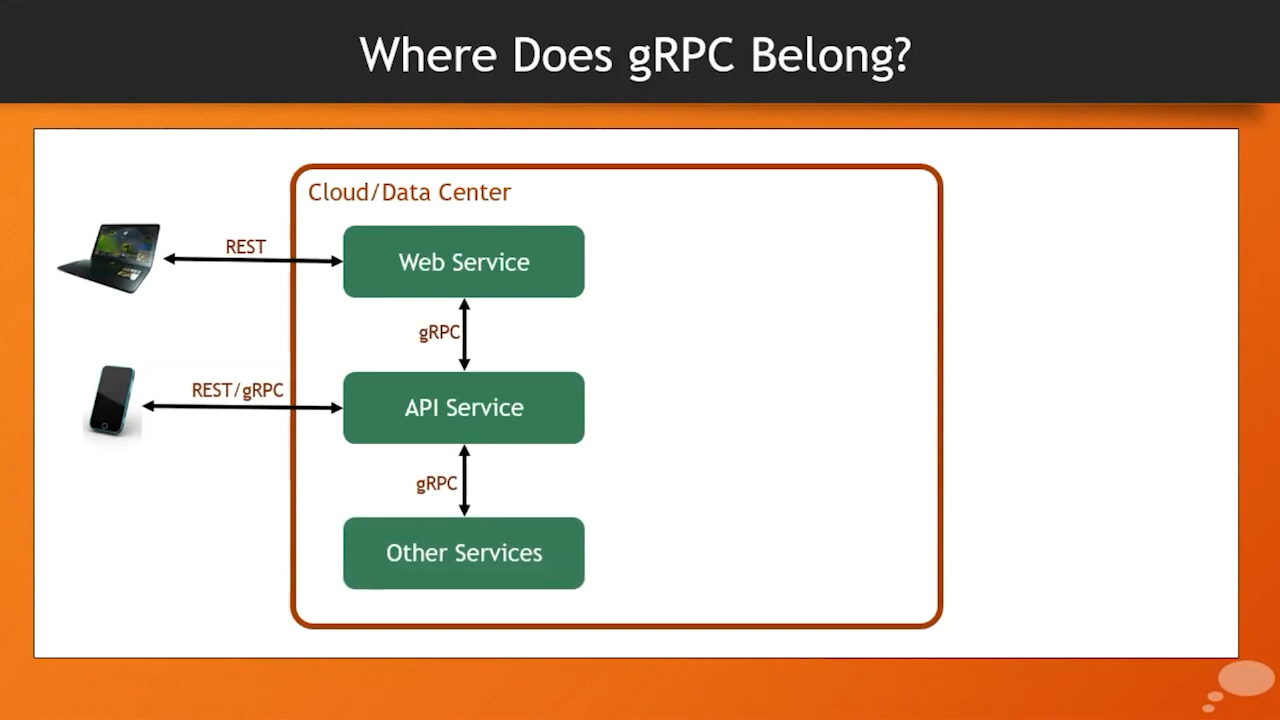 Where Does gRPC Belong?
Cloud/Data Center
REST
Web Service
gRPC
REST/gRPC
API Service
gRPC
Other Services